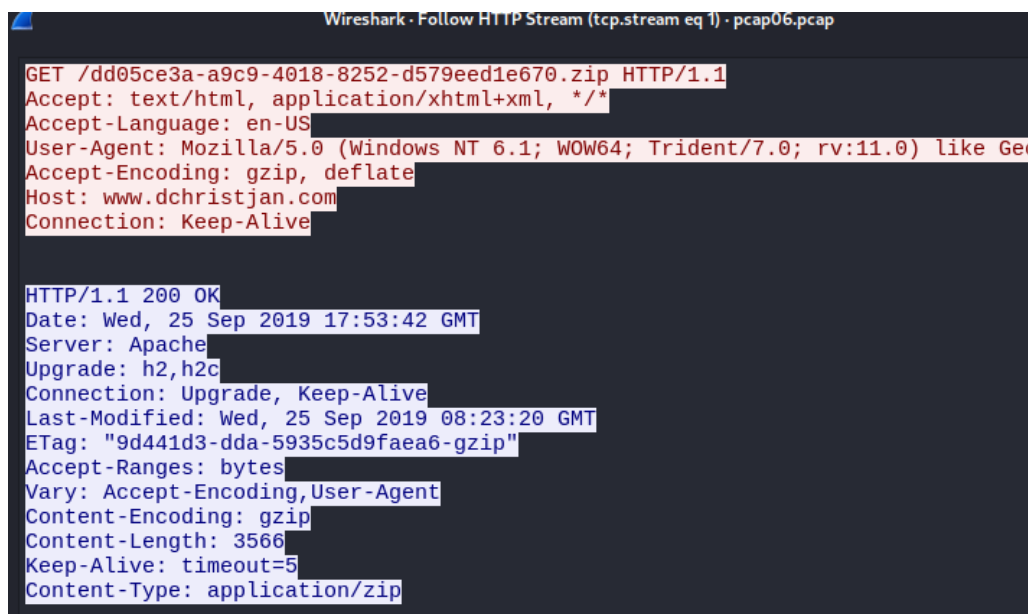 Wireshark · Follow HTTP Stream (tcp.stream eq 1) · pcap06.pcap
GET /dd05ce3a-a9c9-4018-8252-d579eed1e670.zip HTTP/1.1
Accept: text/html, application/xhtml+xml, */*
Accept-Language: en-US
User-Agent: Mozilla/5.0 (Windows NT 6.1; WOW64; Trident/7.0; rv:11.0) like
Accept-Encoding: gzip, deflate
Host: www.dchristjan.com
Connection: Keep-Alive
HTTP/1.1 200 OK
Date: Wed, 25 Sep 2019 17:53:42 GMT
Server: Apache
Upgrade: h2,h2c
Connection: Upgrade, Keep-Alive
Last-Modified: Wed, 25 Sep 2019 08:23:20 GMT
ETag: "9d441d3-dda-5935c5d9faea6-gzip"
Accept-Ranges: bytes
Vary: Accept-Encoding,User-Agent
Content-Encoding: gzip
Content-Length: 3566
Keep-Alive: timeout=5
Content-Type: application/zip